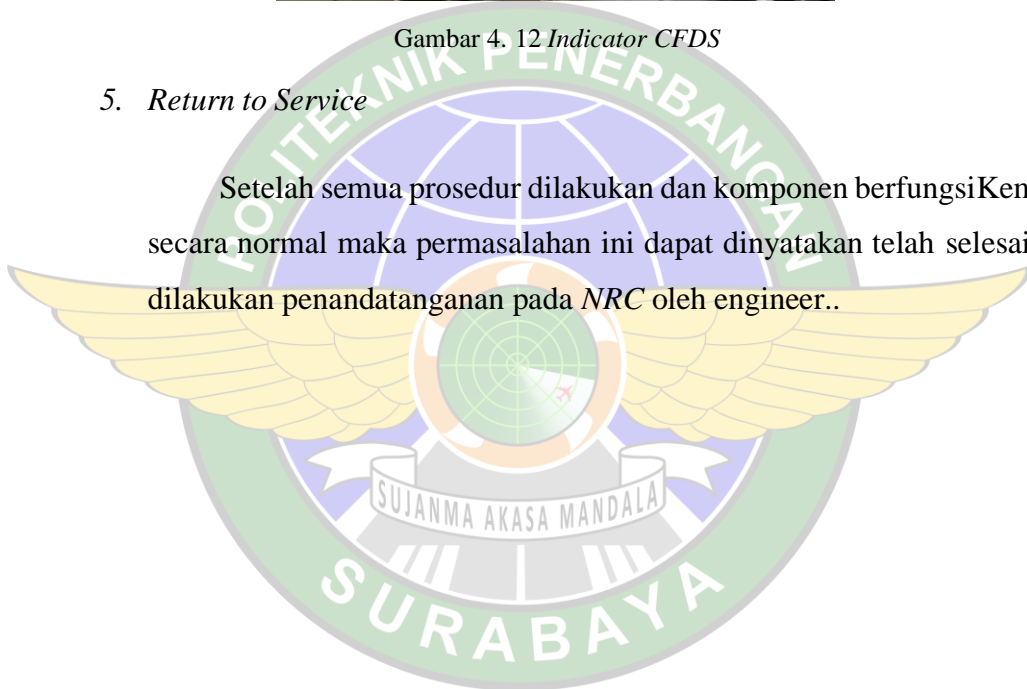 Gambar 4. 12 Indicator CFDS
5. Return to Service
Setelah semua prosedur dilakukan dan komponen berfungsiKen
secara normal maka permasalahan ini dapat dinyatakan telah selesai
dilakukan penandatanganan pada NRC oleh engineer..
POLITEKNIK PENERBANGAN
SUJANMA AKASA MANDALA
SURABAYA